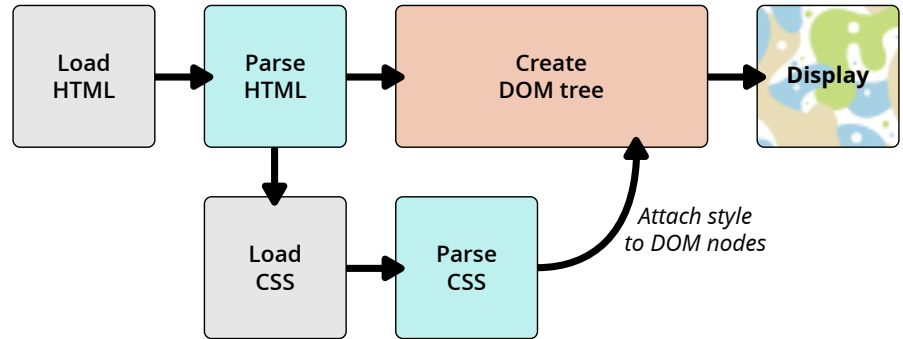 Load
HTML
Parse
HTML
Create
DOM tree
Display
Load
CSS
Parse
CSS
Attach style
to DOM nodes